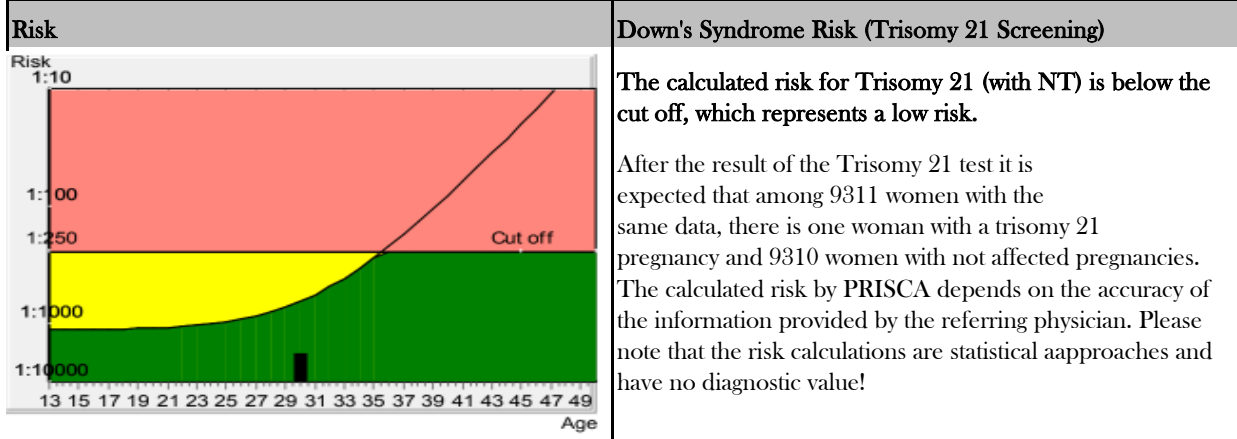 Risk
Down's Syndrome Risk (Trisomy 21 Screening)
Risk
1:10
1:100
1:250
Cut off
1:1000
1:10000
13 15 17 19 21 23 25 27 29 31 33 35 37 39 41 43 45 47 49
Age
The calculated risk for Trisomy 21 (with NT) is below the
cut off, which represents a low risk.
After the result of the Trisomy 21 test it is
expected that among 9311 women with the
same data, there is one woman with a trisomy 21
pregnancy and 9310 women with not affected pregnancies.
The calculated risk by PRISCA depends on the accuracy of
the information provided by the referring physician. Please
note that the risk calculations are statistical aapproaches and
have no diagnostic value!